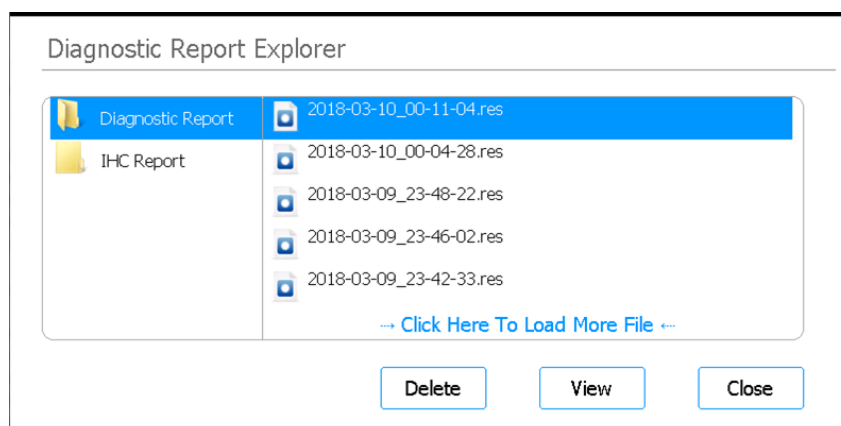 Diagnostic Report Explorer
Diagnostic Report
2018-03-10_00-11-04.res
IHC Report
2018-03-10_00-04-28.res
2018-03-09_23-48-22.res
2018-03-09_23-46-02.res
2018-03-09_23-42-33.res
⇢ Click Here To Load More File ⇠
Delete
View
Close